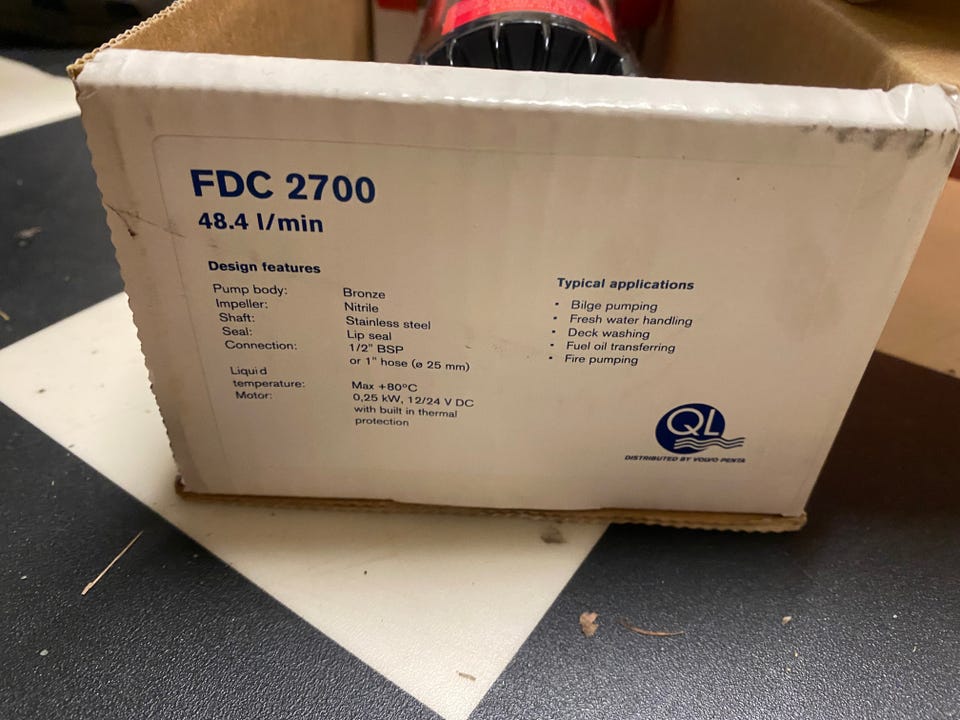 FDC 2700
48.4 l/min
Design features
Pump body: Bronze
Impeller: Nitrile
Shaft: Stainless steel
Seal: Lip seal
Connection: 1/2" BSP
or 1" hose (ø 25 mm)
Liquid
temperature: Max +80°C
Motor: 0,25 kW, 12/24 V DC
with built in thermal
protection
Typical applications
• Bilge pumping
• Fresh water handling
• Deck washing
• Fuel oil transferring
• Fire pumping
QL
DISTRIBUTED BY VOLVO PENTA